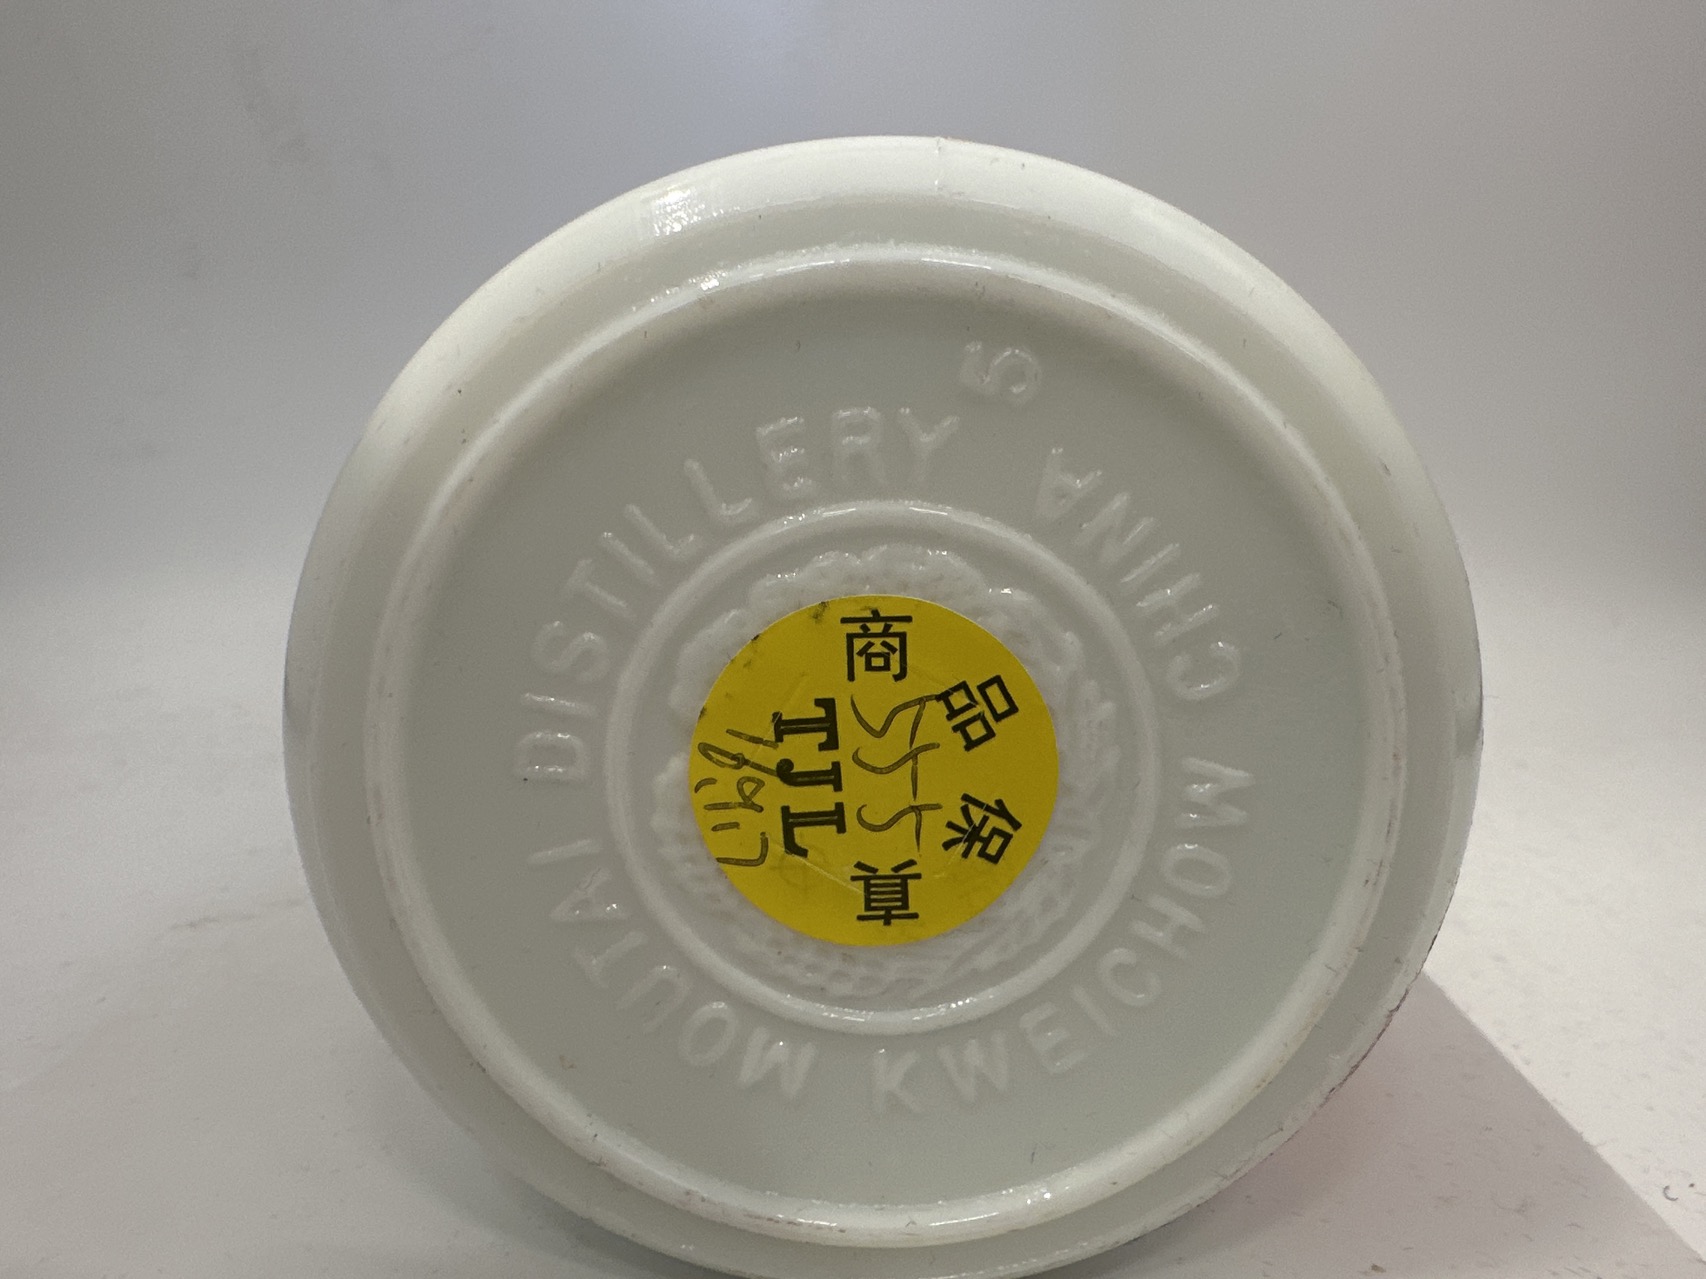 KWEICHOW MOUTAI DISTILLERY CHINA
5
商品保真
TJL